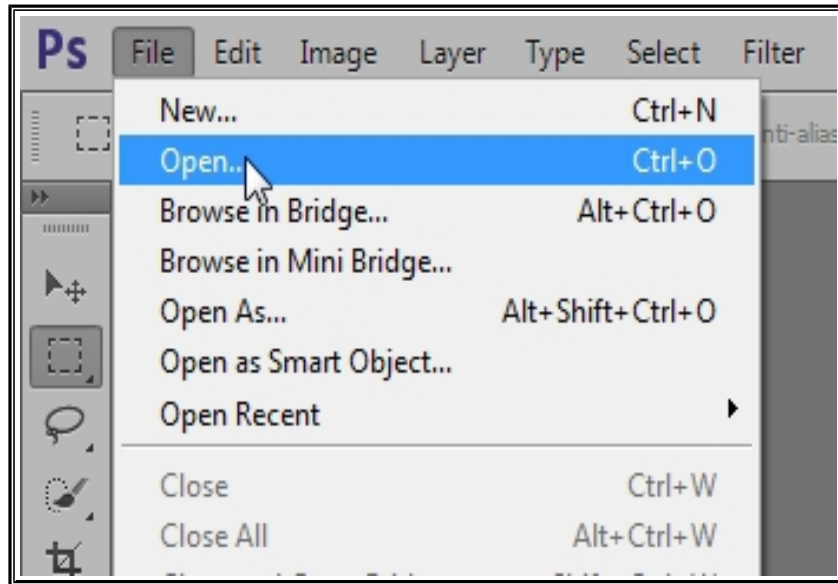 Ps File Edit Image Layer Type Select Filter
New... Ctrl+N
nti-alias
Open... Ctrl+O
Browse in Bridge... Alt+Ctrl+O
Browse in Mini Bridge...
Open As... Alt+Shift+Ctrl+O
Open as Smart Object...
Open Recent
Close Ctrl+W
Close All Alt+Ctrl+W